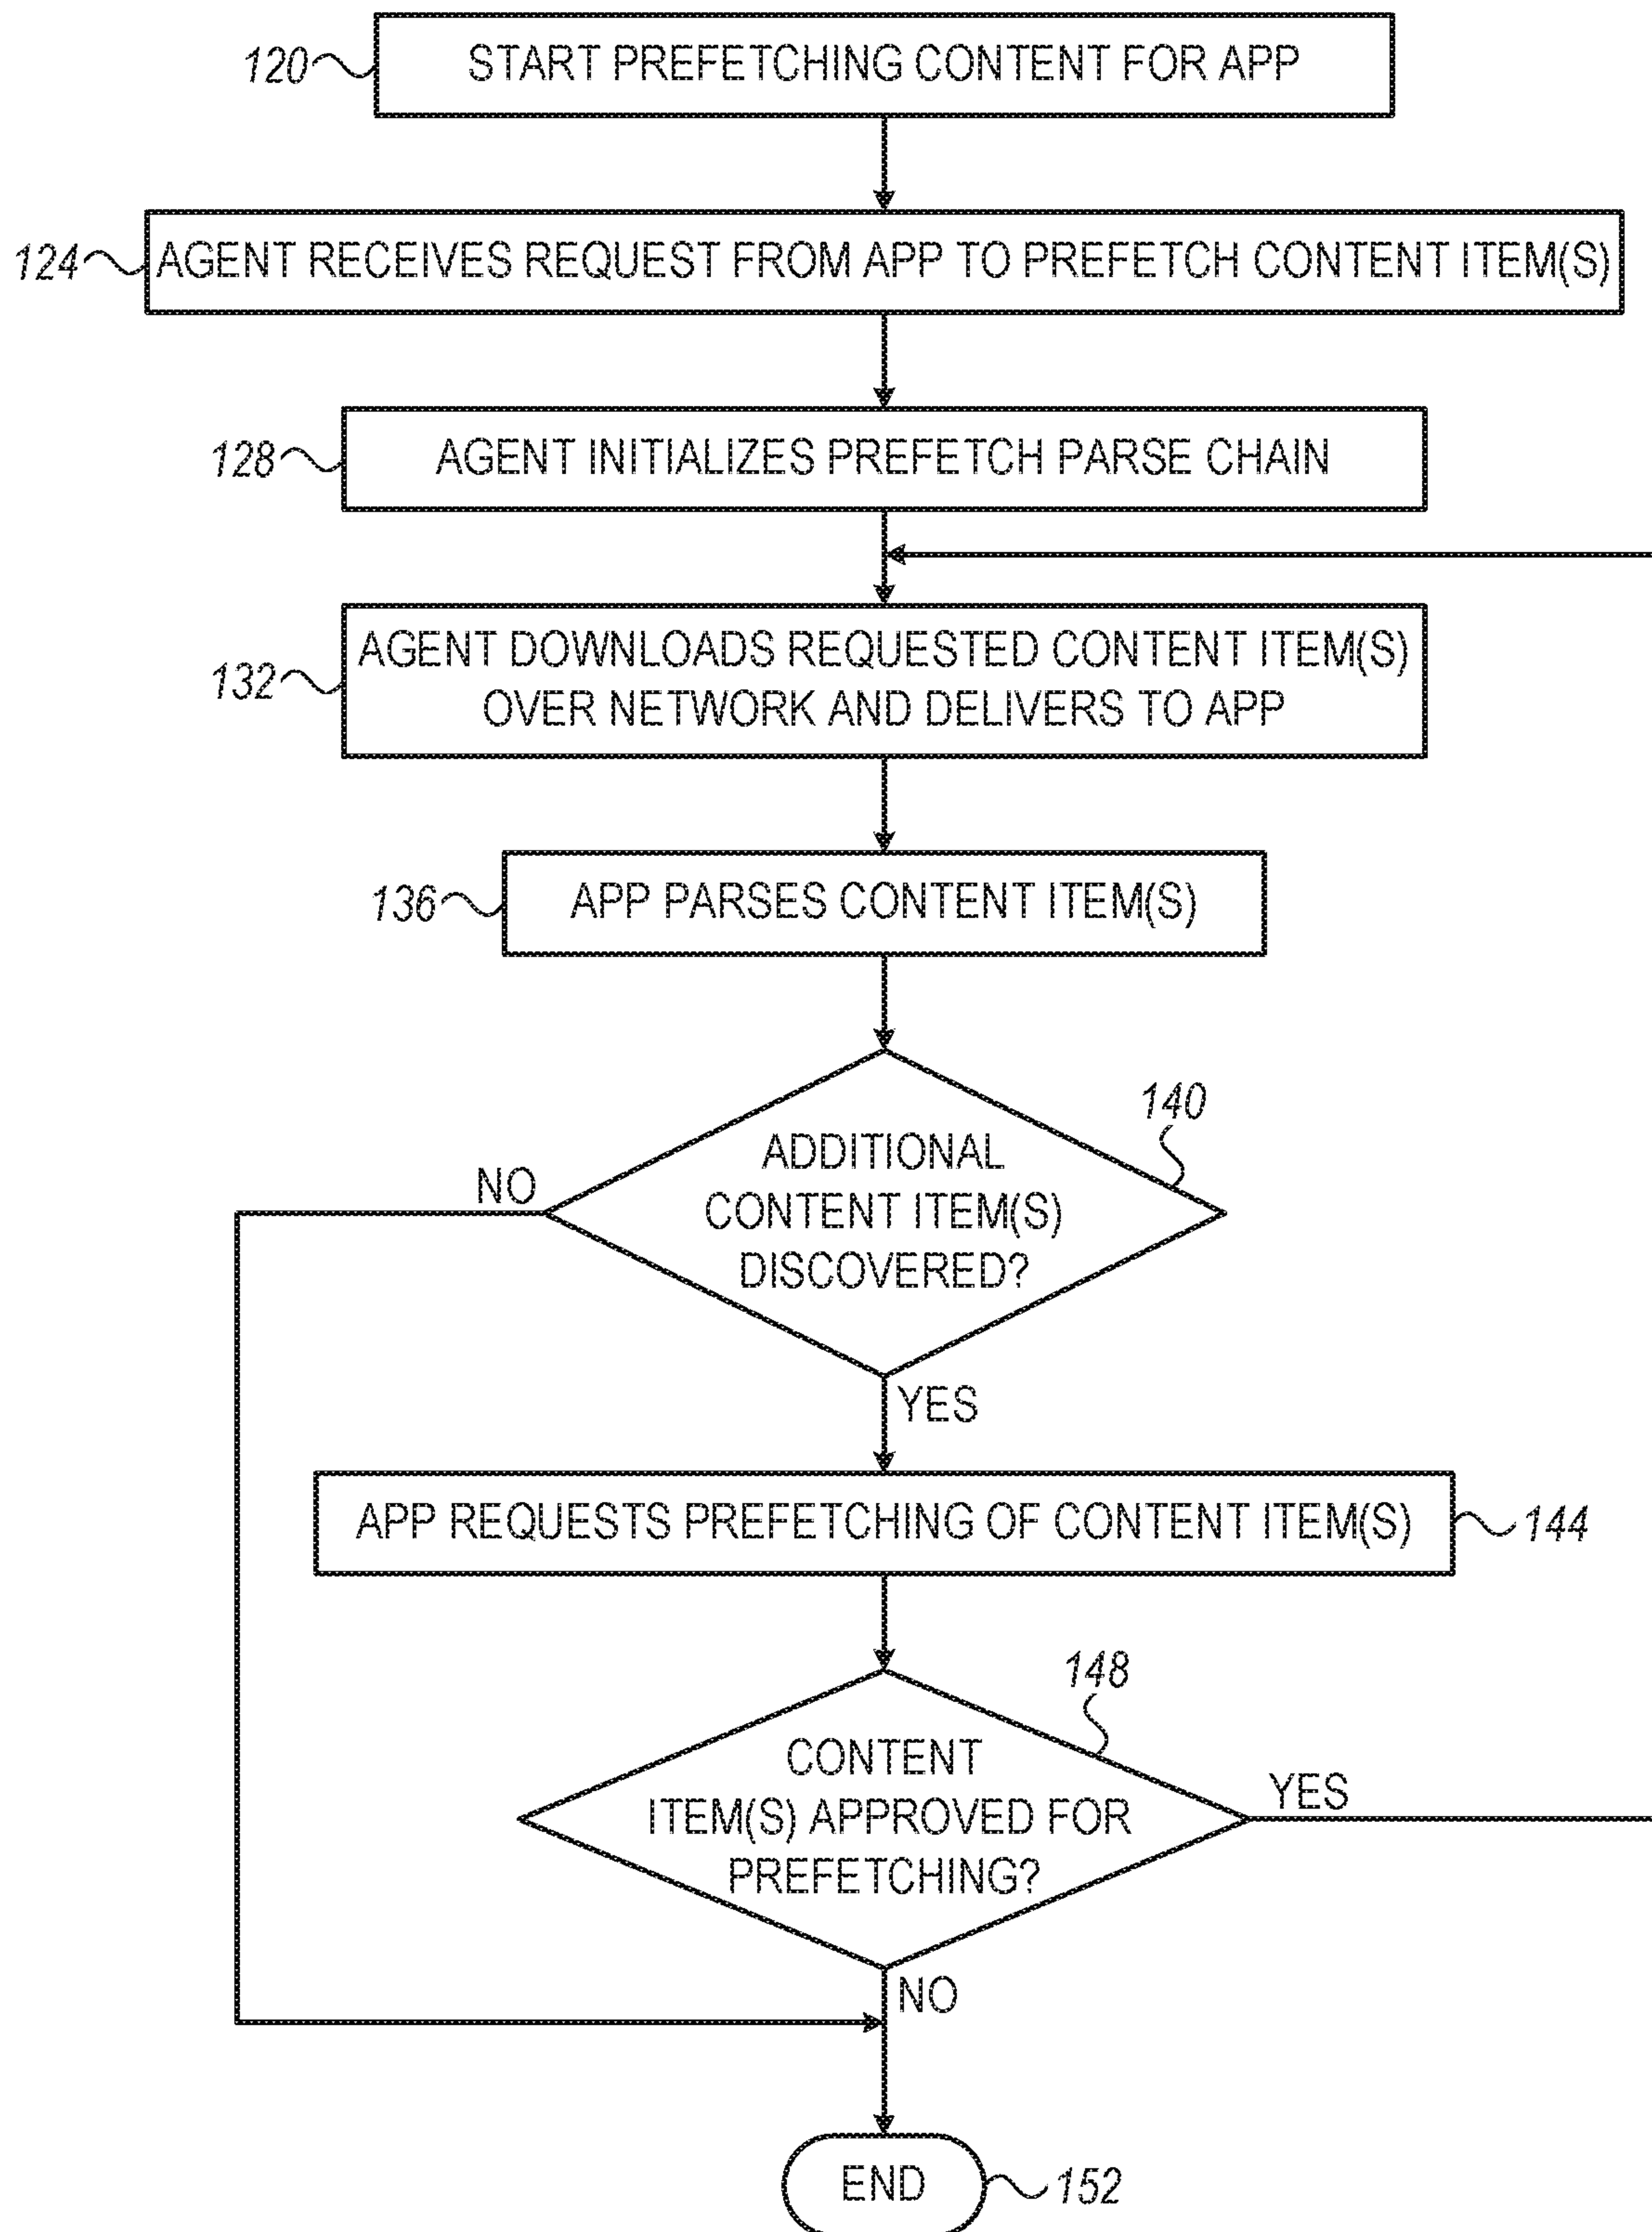 120
START PREFETCHING CONTENT FOR APP
124
AGENT RECEIVES REQUEST FROM APP TO PREFETCH CONTENT ITEM(S)
128
AGENT INITIALIZES PREFETCH PARSE CHAIN
132
AGENT DOWNLOADS REQUESTED CONTENT ITEM(S)
OVER NETWORK AND DELIVERS TO APP
136
APP PARSES CONTENT ITEM(S)
140
ADDITIONAL
CONTENT ITEM(S)
DISCOVERED?
NO
YES
APP REQUESTS PREFETCHING OF CONTENT ITEM(S)
144
148
CONTENT
ITEM(S) APPROVED FOR
PREFETCHING?
YES
NO
END
152